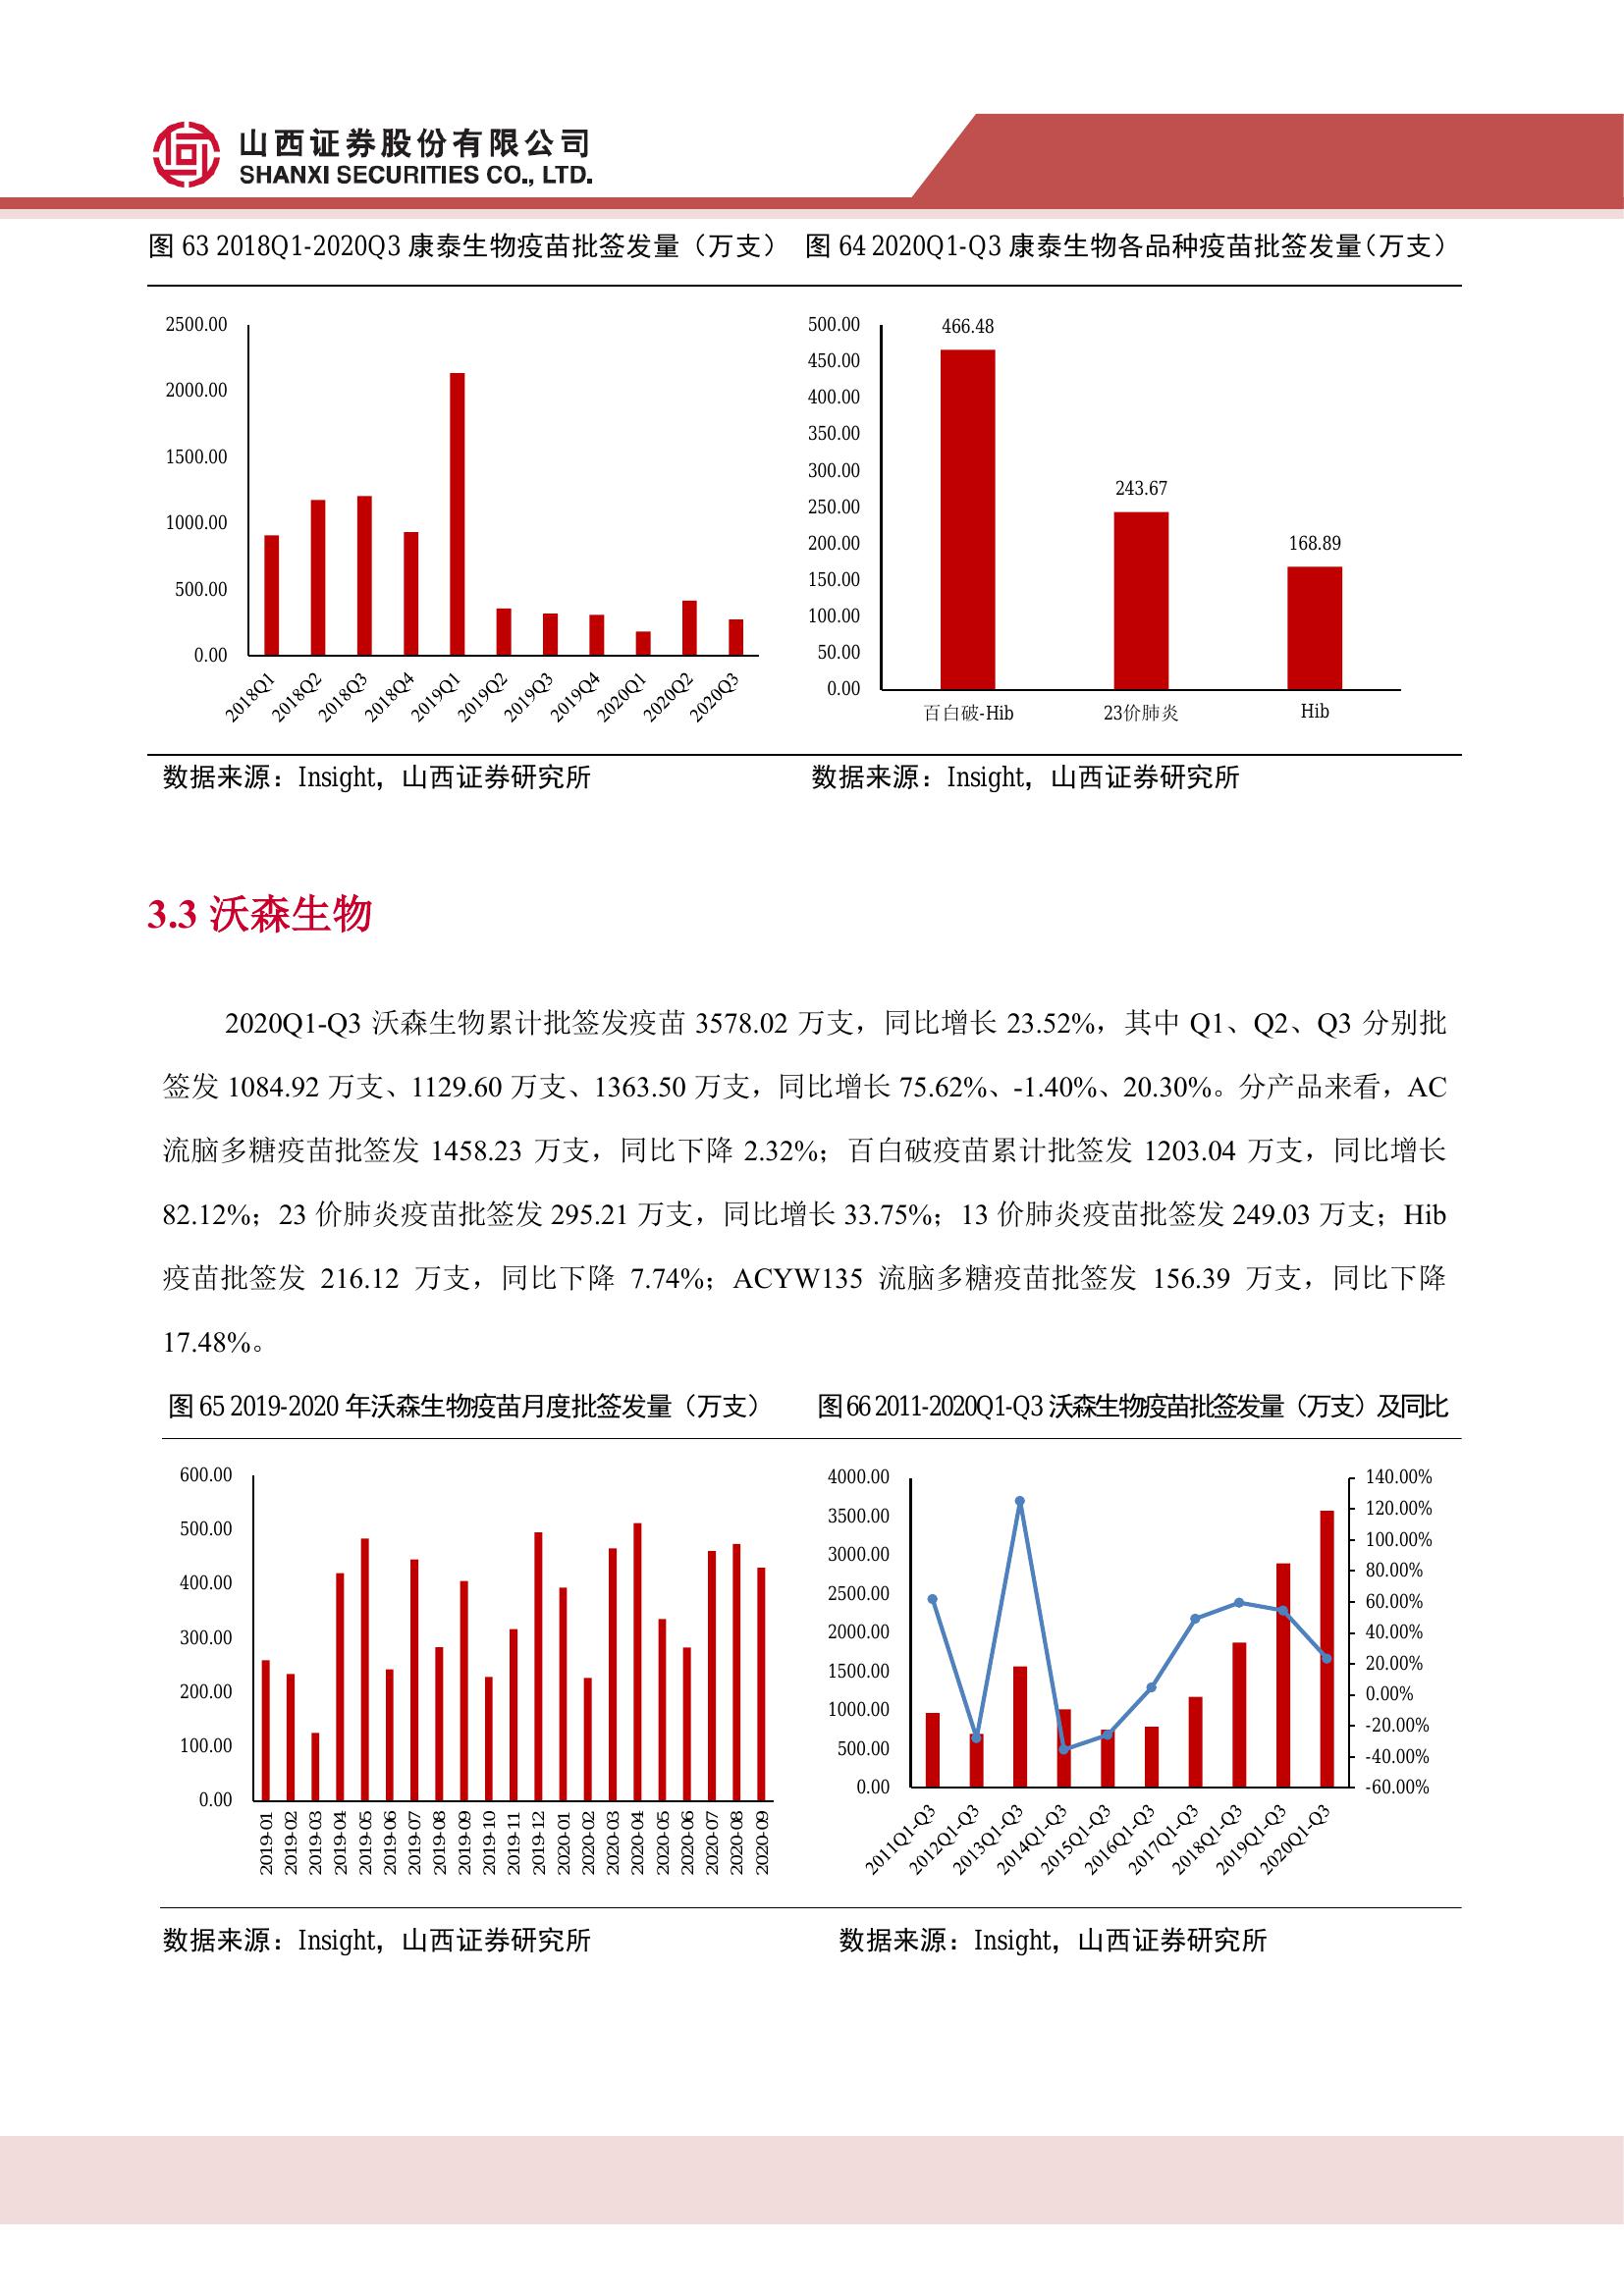 山西证券股份有限公司
SHANXI SECURITIES CO., LTD.
图 63 2018Q1-2020Q3 康泰生物疫苗批签发量（万支）
图 64 2020Q1-Q3 康泰生物各品种疫苗批签发量（万支）
2500.00
2000.00
1500.00
1000.00
500.00
0.00
2018Q1
2018Q2
2018Q3
2018Q4
2019Q1
2019Q2
2019Q3
2019Q4
2020Q1
2020Q2
2020Q3
500.00
450.00
400.00
350.00
300.00
250.00
200.00
150.00
100.00
50.00
0.00
466.48
243.67
168.89
百白破-Hib
23价肺炎
Hib
数据来源：Insight，山西证券研究所
数据来源：Insight，山西证券研究所
3.3 沃森生物
2020Q1-Q3 沃森生物累计批签发疫苗 3578.02 万支，同比增长 23.52%，其中 Q1、Q2、Q3 分别批
签发 1084.92 万支、1129.60 万支、1363.50 万支，同比增长 75.62%、-1.40%、20.30%。分产品来看，AC
流脑多糖疫苗批签发 1458.23 万支，同比下降 2.32%；百白破疫苗累计批签发 1203.04 万支，同比增长
82.12%；23 价肺炎疫苗批签发 295.21 万支，同比增长 33.75%；13 价肺炎疫苗批签发 249.03 万支；Hib
疫苗批签发 216.12 万支，同比下降 7.74%；ACYW135 流脑多糖疫苗批签发 156.39 万支，同比下降
17.48%。
图 65 2019-2020 年沃森生物疫苗月度批签发量（万支）
图 66 2011-2020Q1-Q3 沃森生物疫苗批签发量（万支）及同比
600.00
500.00
400.00
300.00
200.00
100.00
0.00
2019-01
2019-02
2019-03
2019-04
2019-05
2019-06
2019-07
2019-08
2019-09
2019-10
2019-11
2019-12
2020-01
2020-02
2020-03
2020-04
2020-05
2020-06
2020-07
2020-08
2020-09
4000.00
3500.00
3000.00
2500.00
2000.00
1500.00
1000.00
500.00
0.00
140.00%
120.00%
100.00%
80.00%
60.00%
40.00%
20.00%
0.00%
-20.00%
-40.00%
-60.00%
2011Q1-Q3
2012Q1-Q3
2013Q1-Q3
2014Q1-Q3
2015Q1-Q3
2016Q1-Q3
2017Q1-Q3
2018Q1-Q3
2019Q1-Q3
2020Q1-Q3
数据来源：Insight，山西证券研究所
数据来源：Insight，山西证券研究所